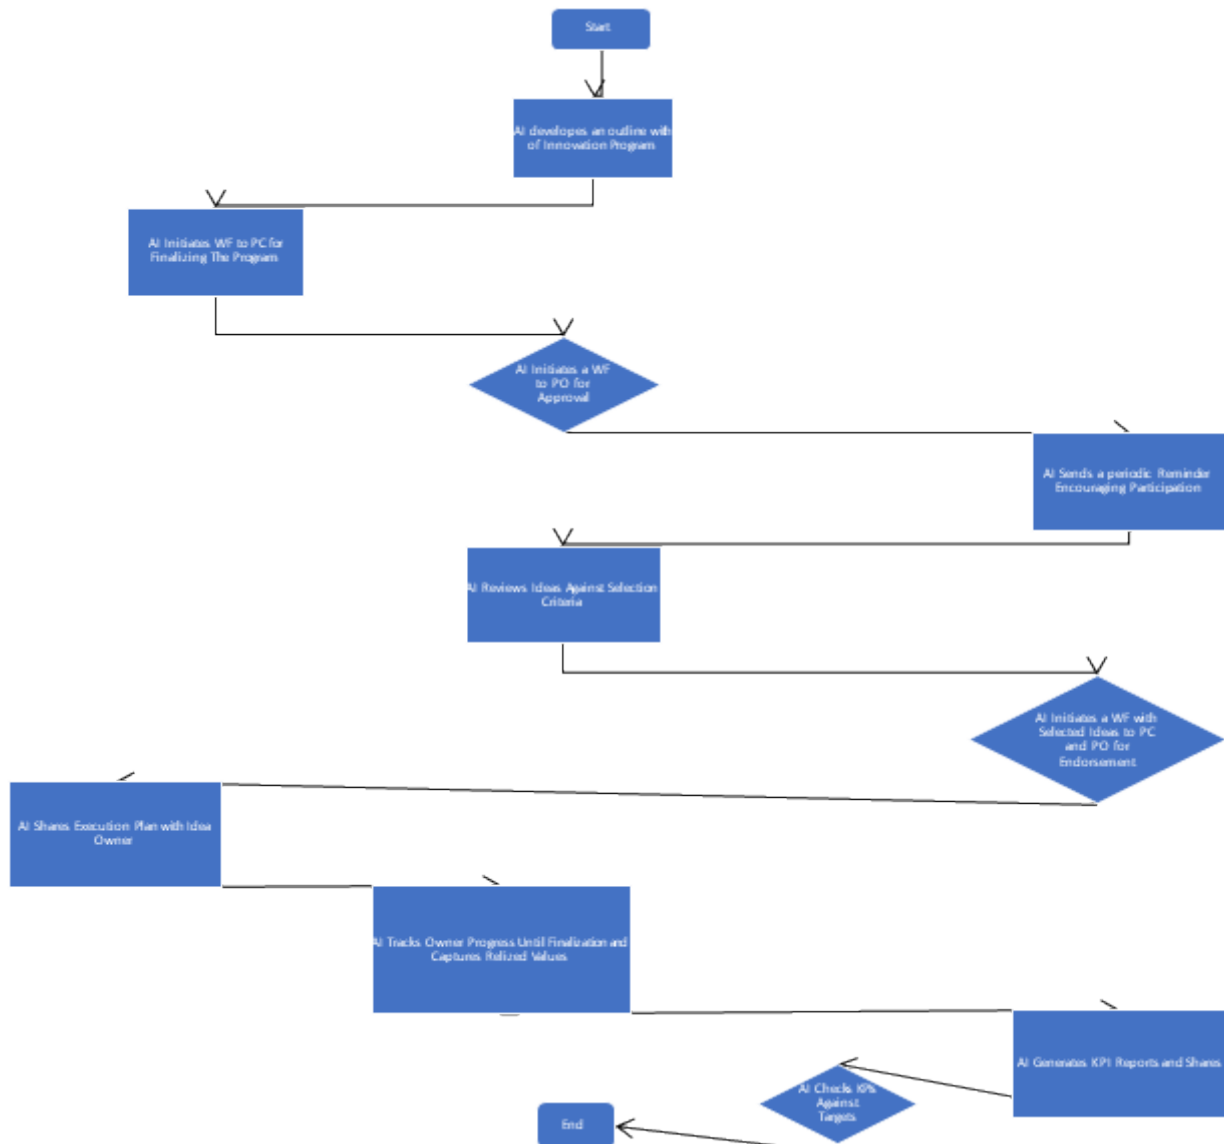 Start
AI developes an outline with
of Innovation Program
AI Initiates WF to PC for
Finalizing The Program
AI Initiates a WF
to PO for
Approval
AI Sends a periodic Reminder
Encouraging Participation
AI Reviews Ideas Against Selection
Criteria
AI Initiates a WF with
Selected Ideas to PC
and PO for
Endorsement
AI Shares Execution Plan with Idea
Owner
AI Tracks Owner Progress Until Finalization and
Captures Relized Values
AI Generates KPI Reports and Shares
AI Checks KPIs
Against
Targets
End